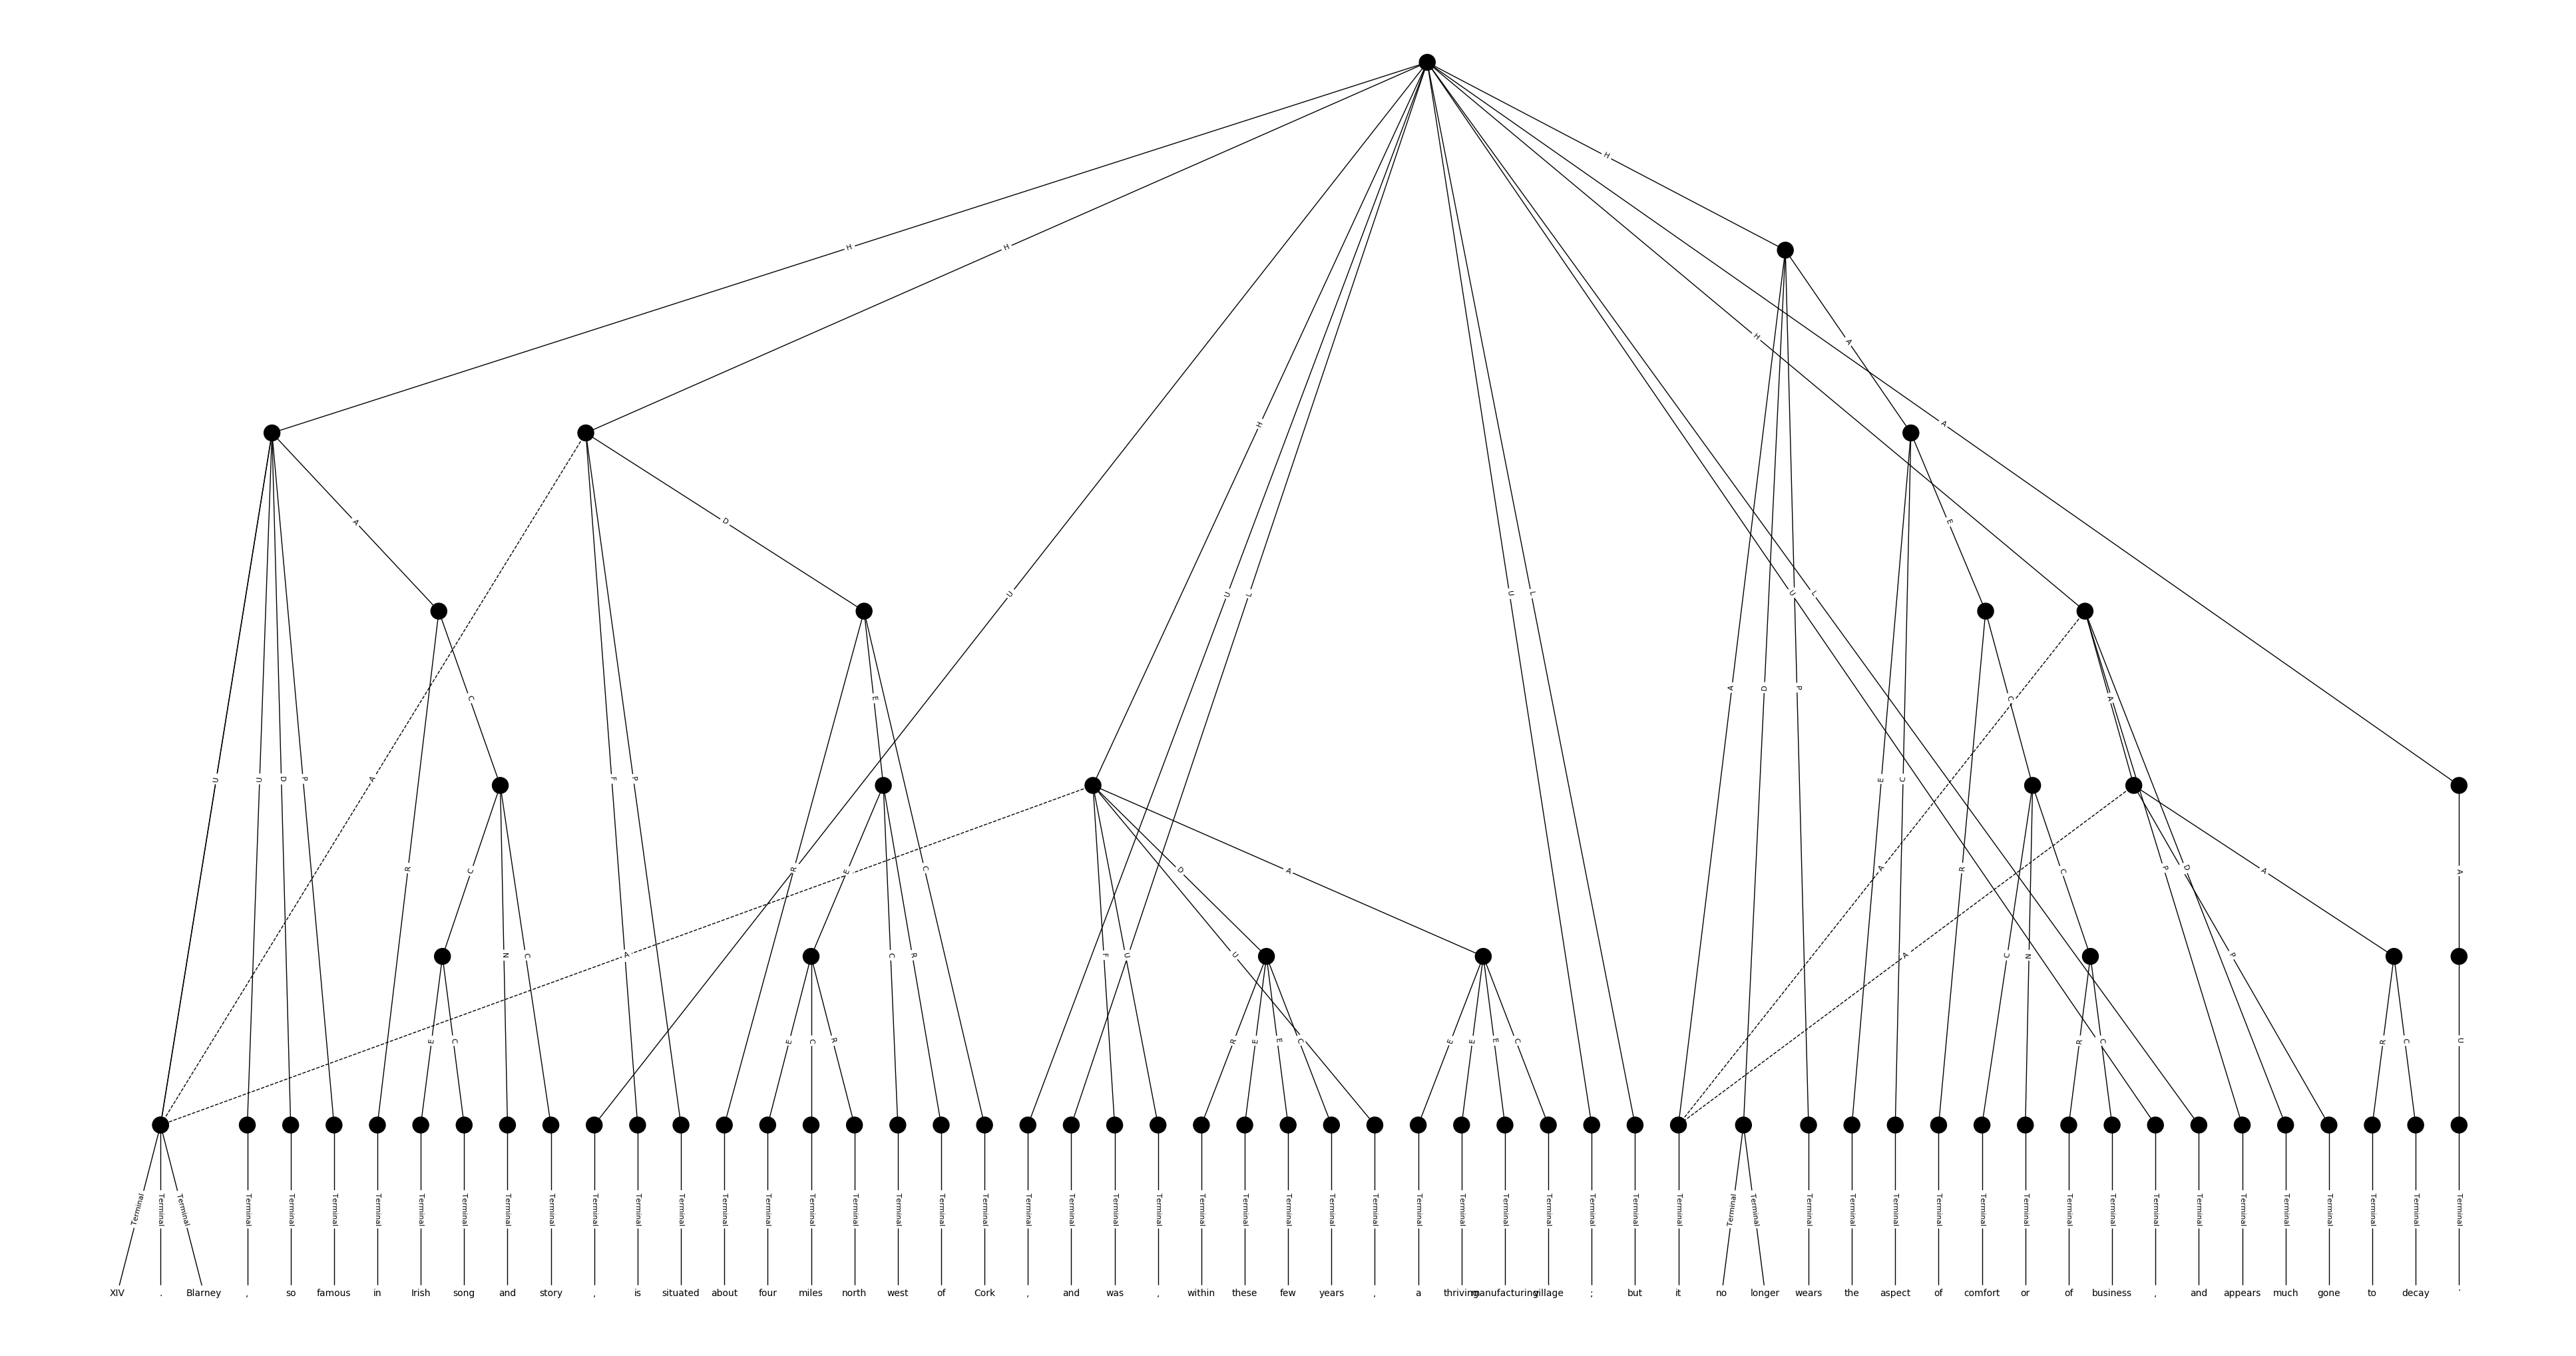 H
H H
H
A
H
A
A D E
U U L U L U L
A D P
E A C
C
A
U U D P A F P E C
R C R E C D U A R A C P D A A
A N C C R F U U E C C N A P
E C E C R R E E C E E E C R C R C U
Terminal Terminal Terminal Terminal Terminal Terminal Terminal Terminal Terminal Terminal Terminal Terminal Terminal Terminal Terminal Terminal Terminal Terminal Terminal Terminal Terminal Terminal Terminal Terminal Terminal Terminal Terminal Terminal Terminal Terminal Terminal Terminal Terminal Terminal Terminal Terminal Terminal Terminal Terminal Terminal Terminal Terminal Terminal Terminal Terminal Terminal Terminal Terminal Terminal Terminal Terminal Terminal Terminal Terminal Terminal
XIV . Blarney , so famous in Irish song and story , is situated about four miles north west of Cork , and was , within these few years , a thriving manufacturing village ; but it no longer wears the aspect of comfort or of business , and appears much gone to decay .